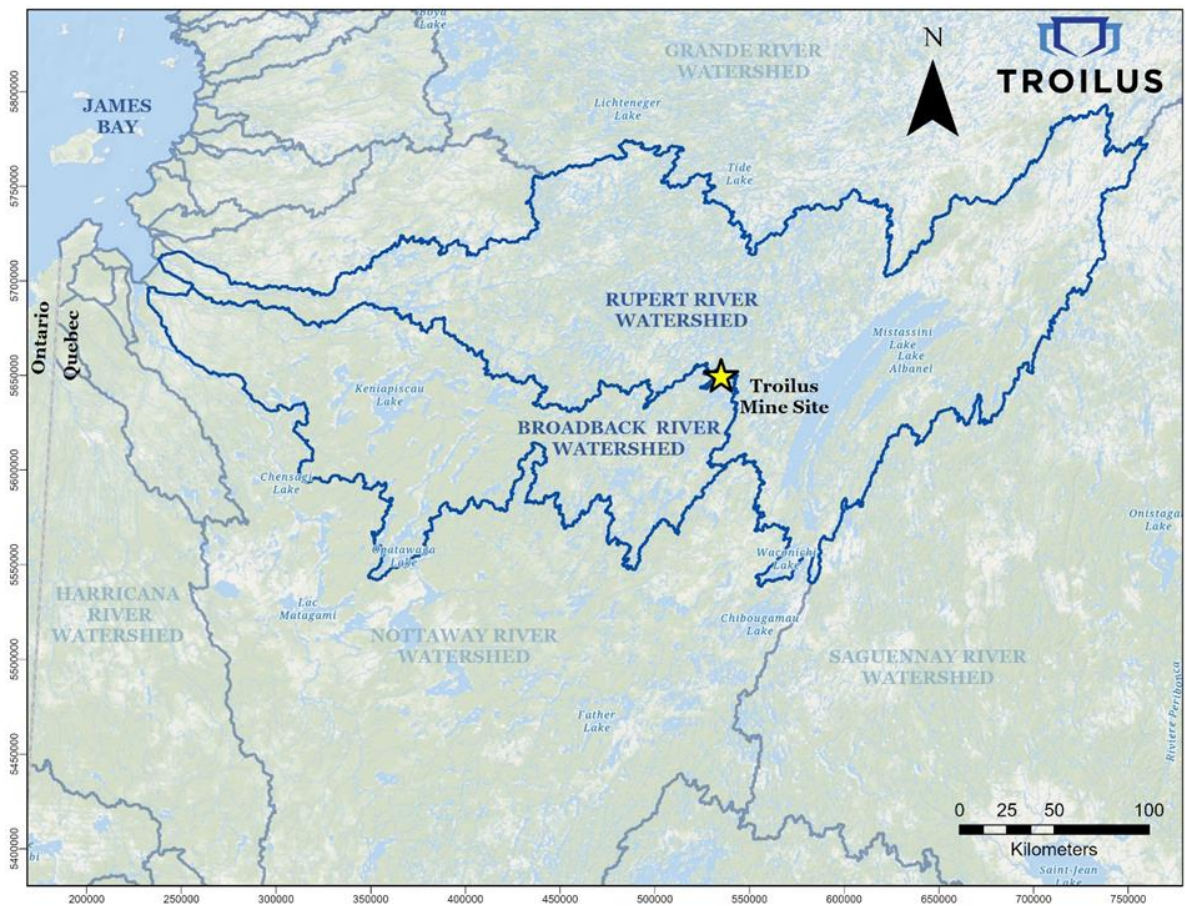 Boyd
Lake
GRANDE RIVER
WATERSHED
N
TROILUS
JAMES
BAY
Lichteneger
Lake
Tide
Lake
RUPERT RIVER
WATERSHED
Mistassini
Lake
Lake
Albanel
Ontario
Quebec
Troilus
Mine Site
Keniapiscau
Lake
BROADBACK RIVER
WATERSHED
Chensagi
Lake
Onistaga
Lake
Opatawaga
Lake
Waconichi
Lake
HARRICANA
RIVER
WATERSHED
Lac
Matagami
NOTTAWAY RIVER
WATERSHED
Chibougamau
Lake
SAGUENNAY RIVER
WATERSHED
Father
Lake
Riviere Peribonca
0 25 50 100
Kilometers
bi
Saint-Jean
Lake
5800000
5750000
5700000
5650000
5600000
5550000
5500000
5450000
5400000
200000 250000 300000 350000 400000 450000 500000 550000 600000 650000 700000 750000